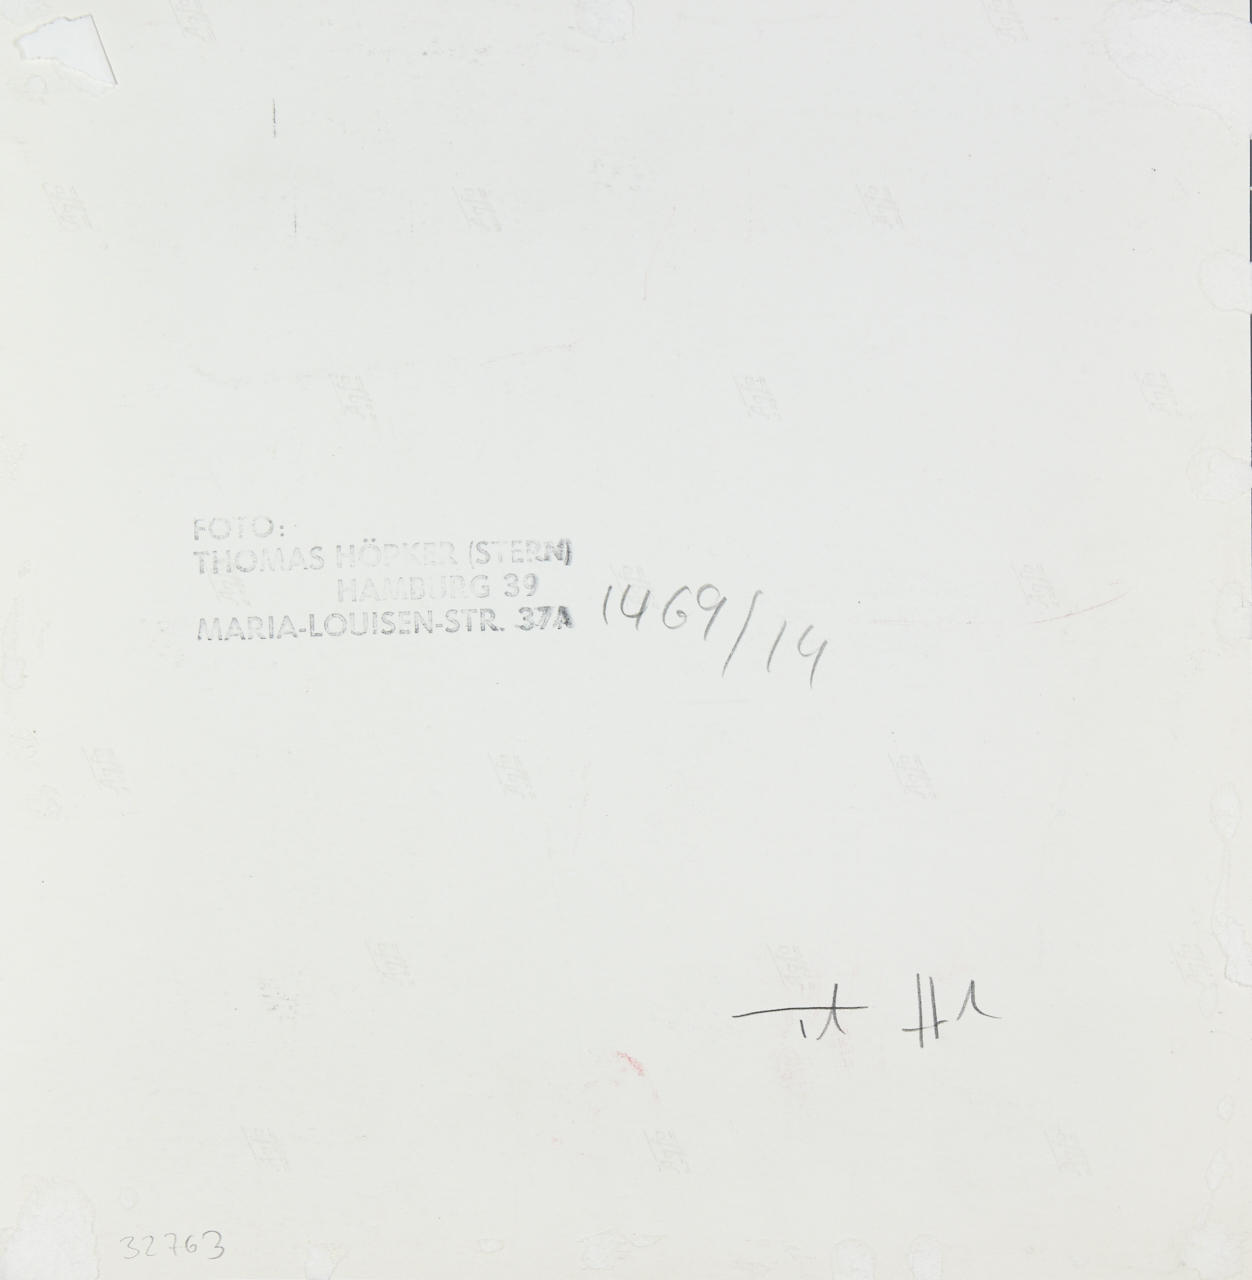 FOTO:
THOMAS HÖPKER (STERN)
HAMBURG 39
MARIA-LOUISEN-STR. 37A
1469/14
32763